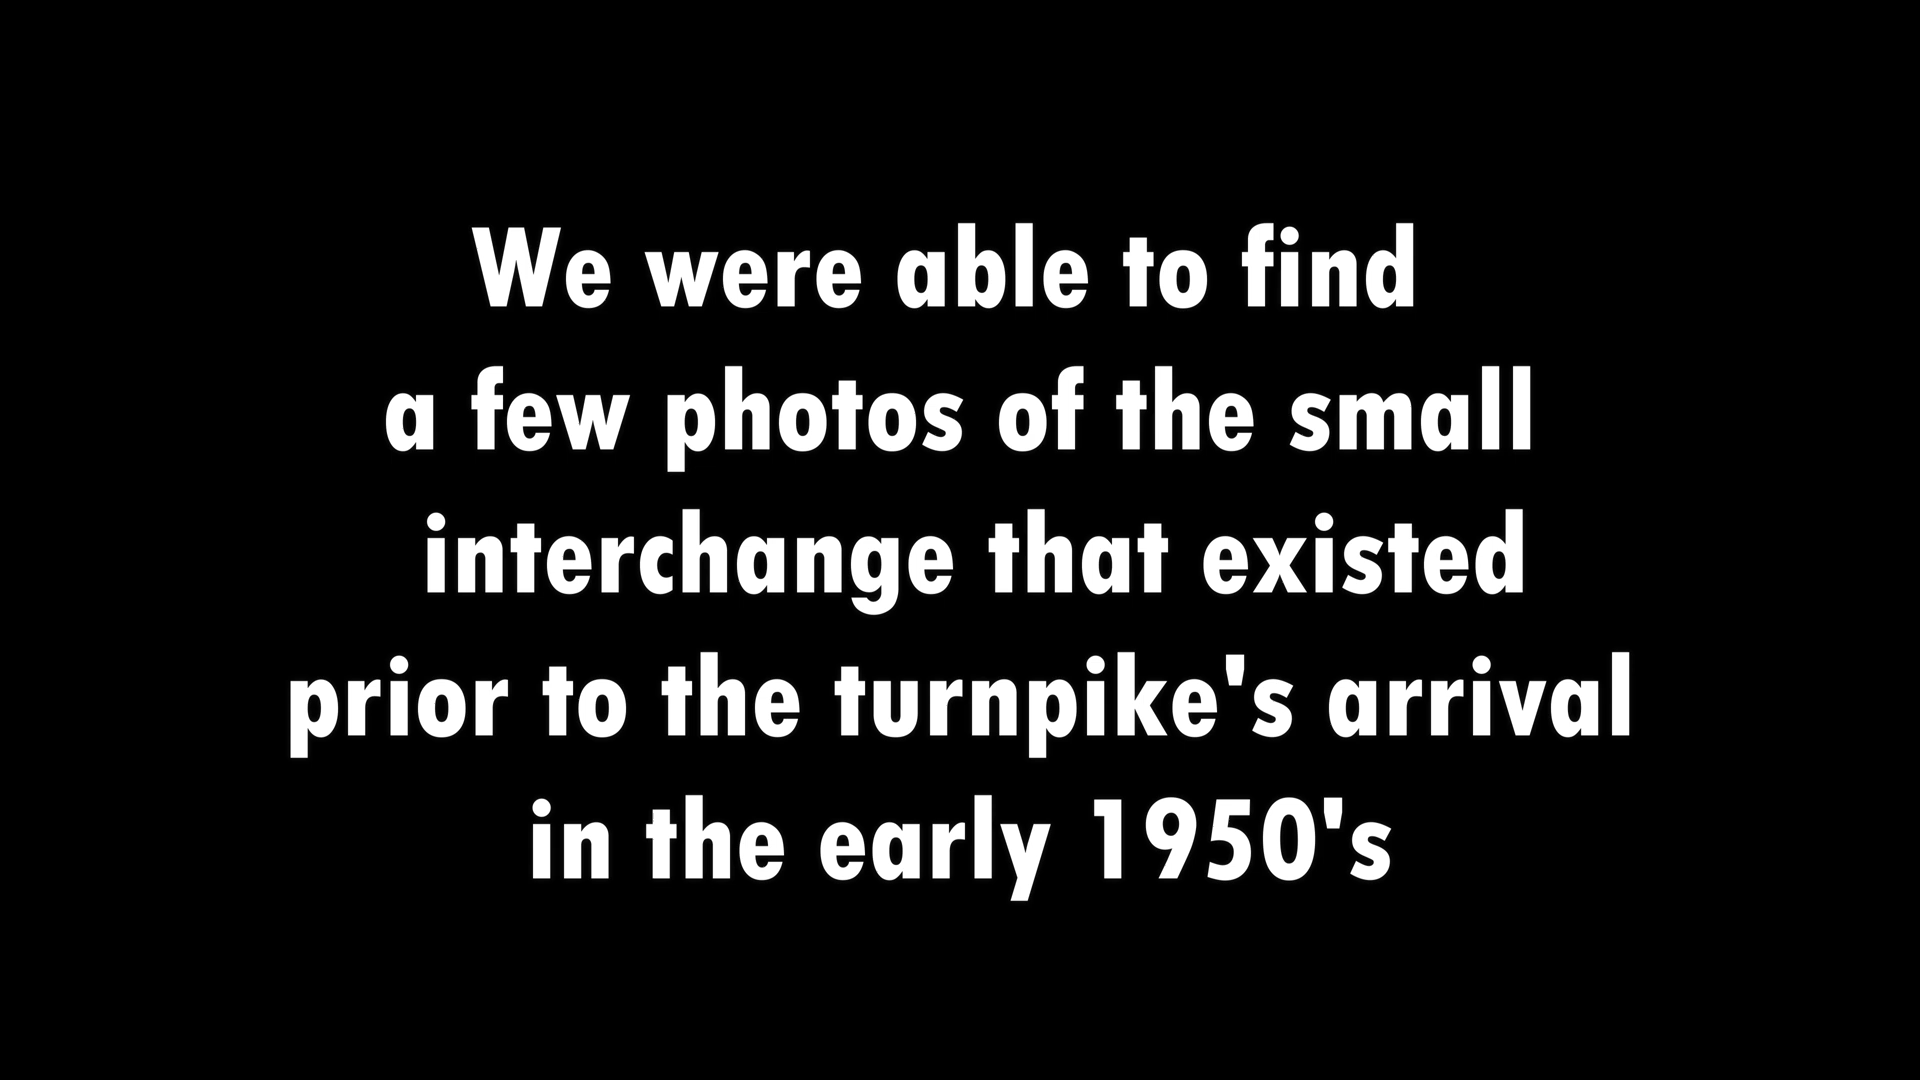 We were able to find
a few photos of the small
interchange that existed
prior to the turnpike's arrival
in the early 1950's